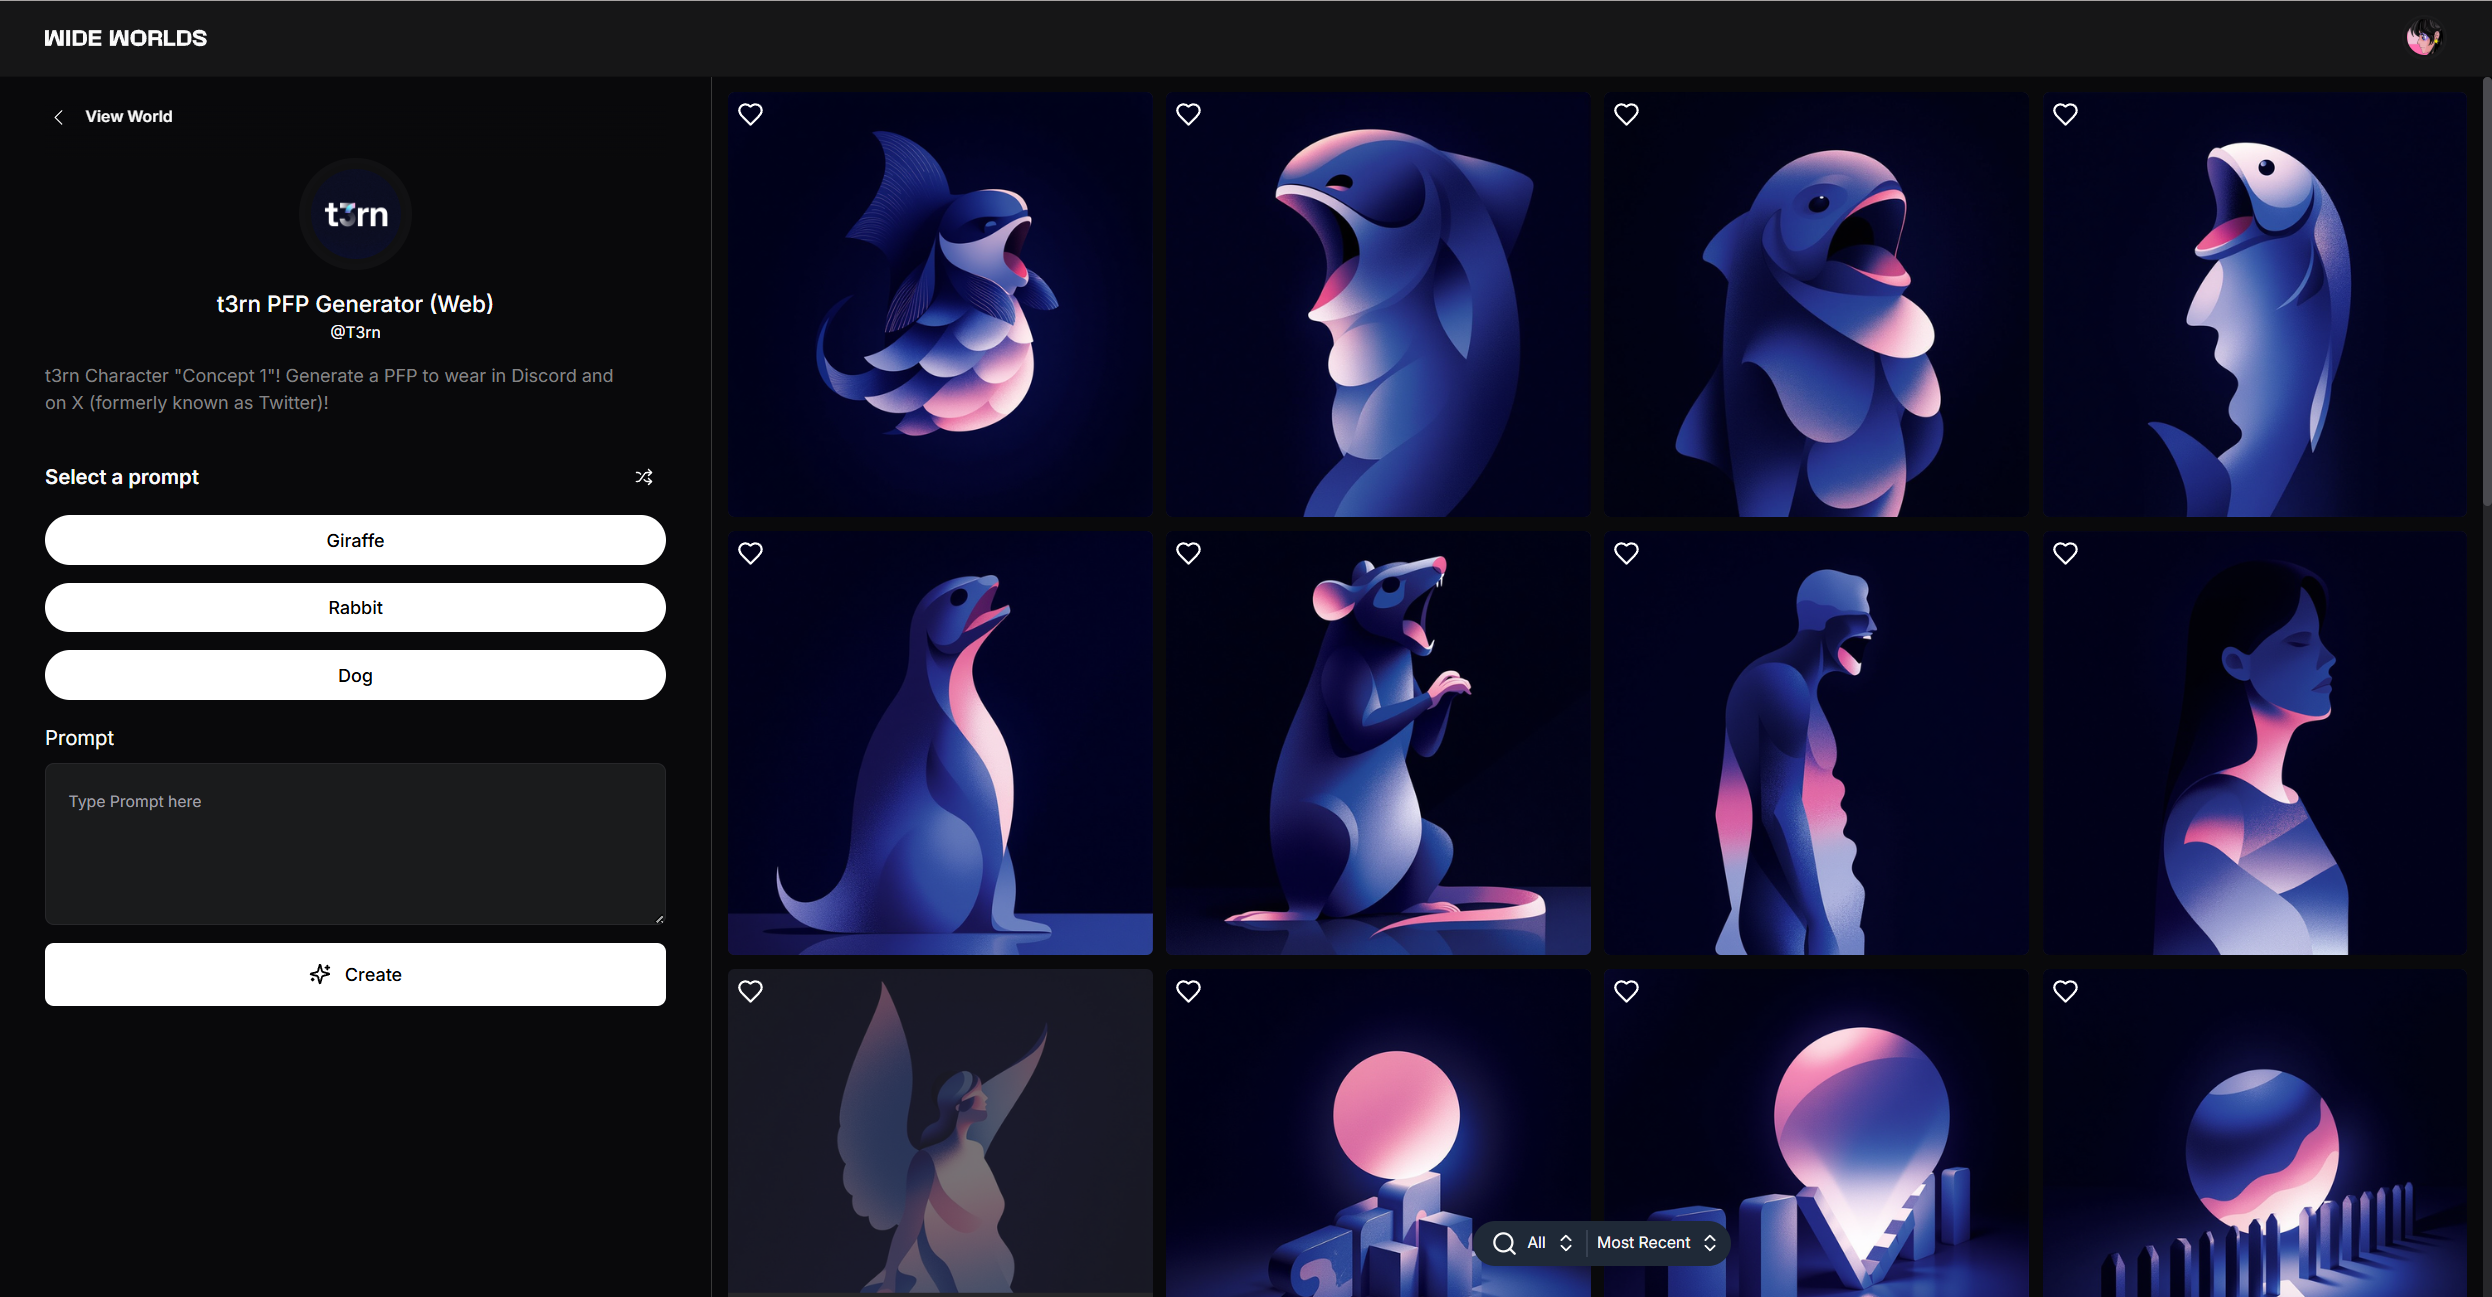 WIDE WORLDS
View World
t3rn
t3rn PFP Generator (Web)
@T3rn
t3rn Character "Concept 1"! Generate a PFP to wear in Discord and
on X (formerly known as Twitter)!
Select a prompt
Giraffe
Rabbit
Dog
Prompt
Type Prompt here
Create
All
Most Recent